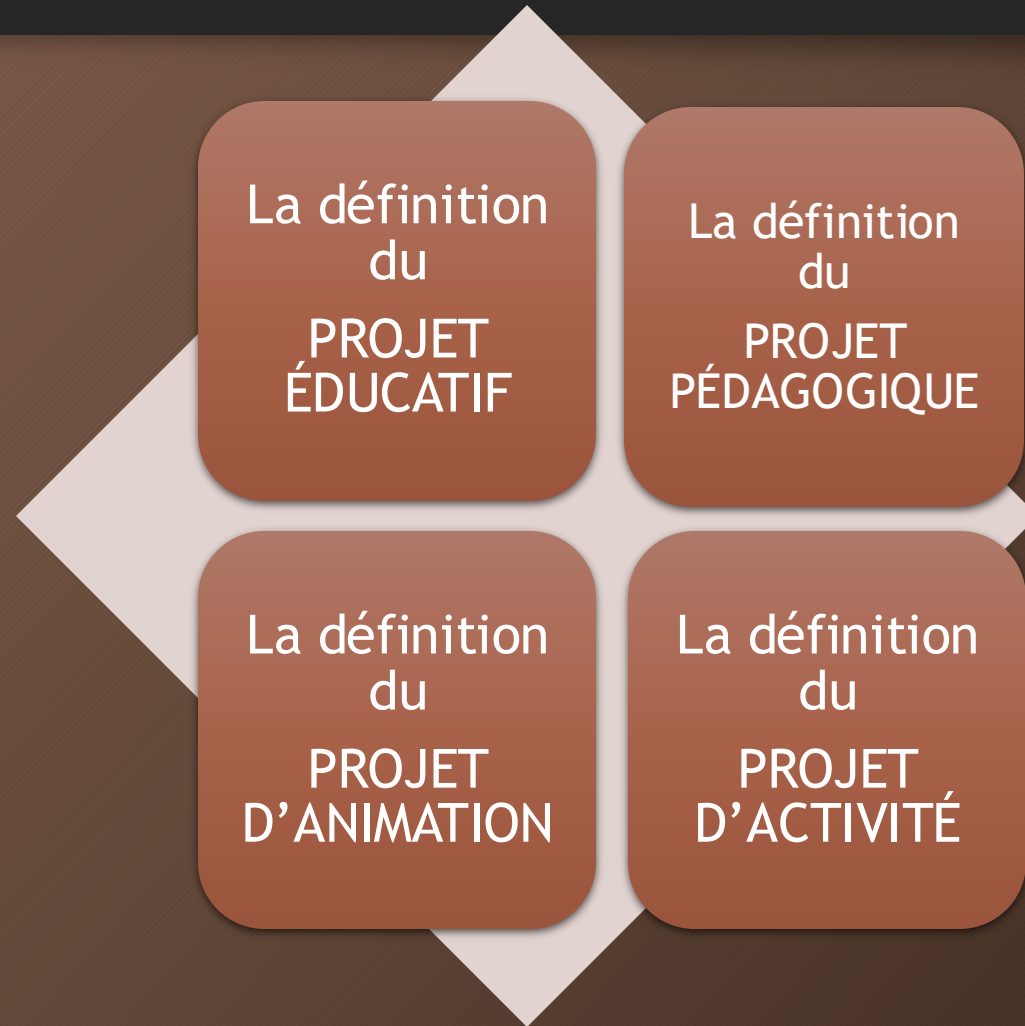 La définition
du
PROJET
ÉDUCATIF
La définition
du
PROJET
PÉDAGOGIQUE
La définition
du
PROJET
D’ANIMATION
La définition
du
PROJET
D’ACTIVITÉ